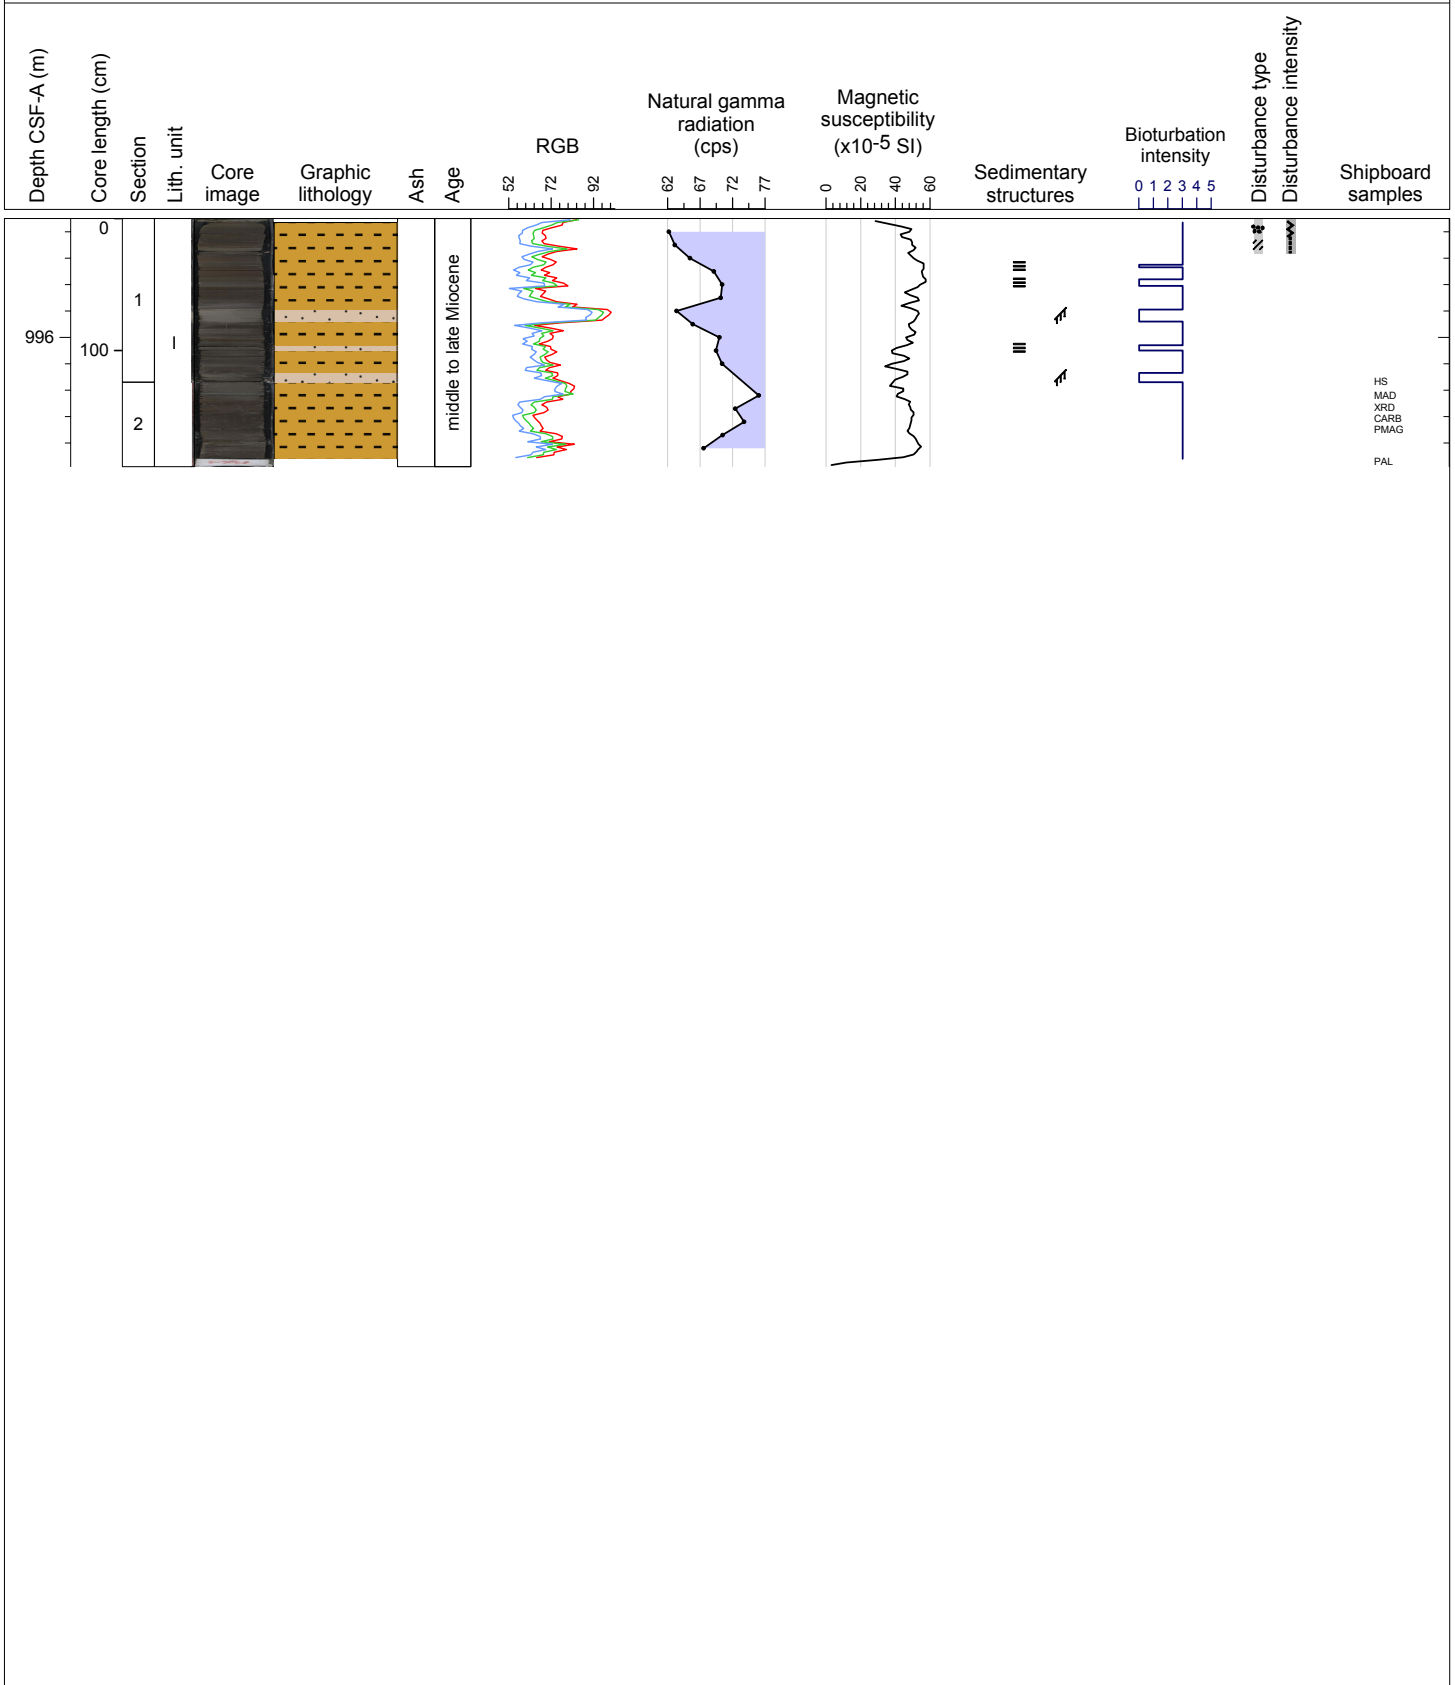 Depth CSF-A (m)
Core length (cm)
Section
Lith. unit
Core
image
Graphic
lithology
Ash
Age
RGB
52 72 92
Natural gamma
radiation
(cps)
62 67 72 77
Magnetic
susceptibility
(x10-5 SI)
0 20 40 60
Sedimentary
structures
Bioturbation
intensity
0 1 2 3 4 5
Disturbance type
Disturbance intensity
Shipboard
samples
0
996
100
1
2
I
middle to late Miocene
HS
MAD
XRD
CARB
PMAG
PAL